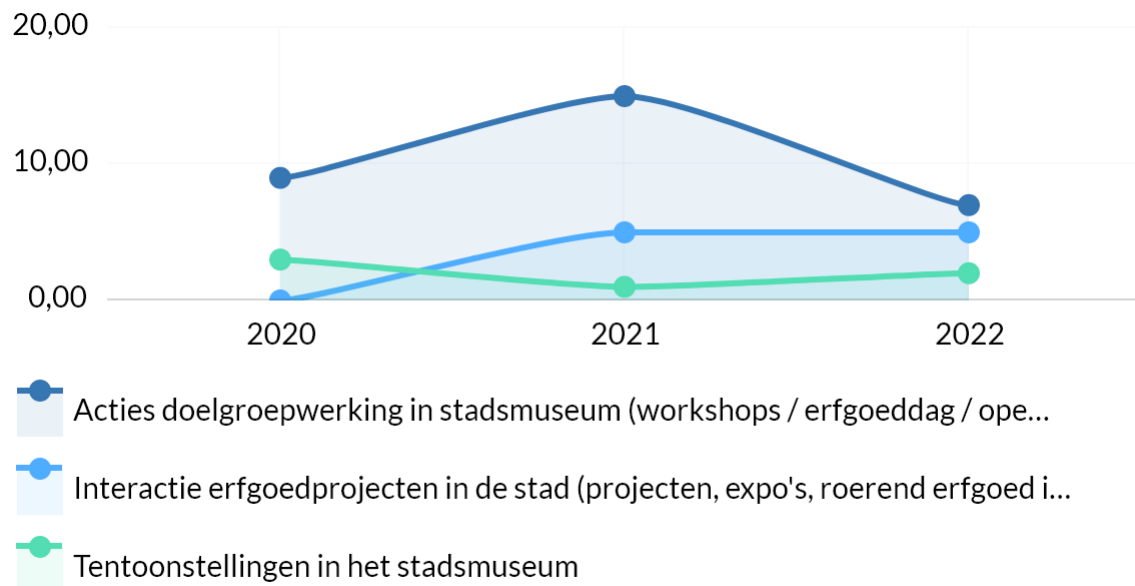 20,00
10,00
0,00
2020 2021 2022
Acties doelgroepwerking in stadsmuseum (workshops / erfgoeddag / ope...
Interactie erfgoedprojecten in de stad (projecten, expo's, roerend erfgoed i...
Tentoonstellingen in het stadsmuseum